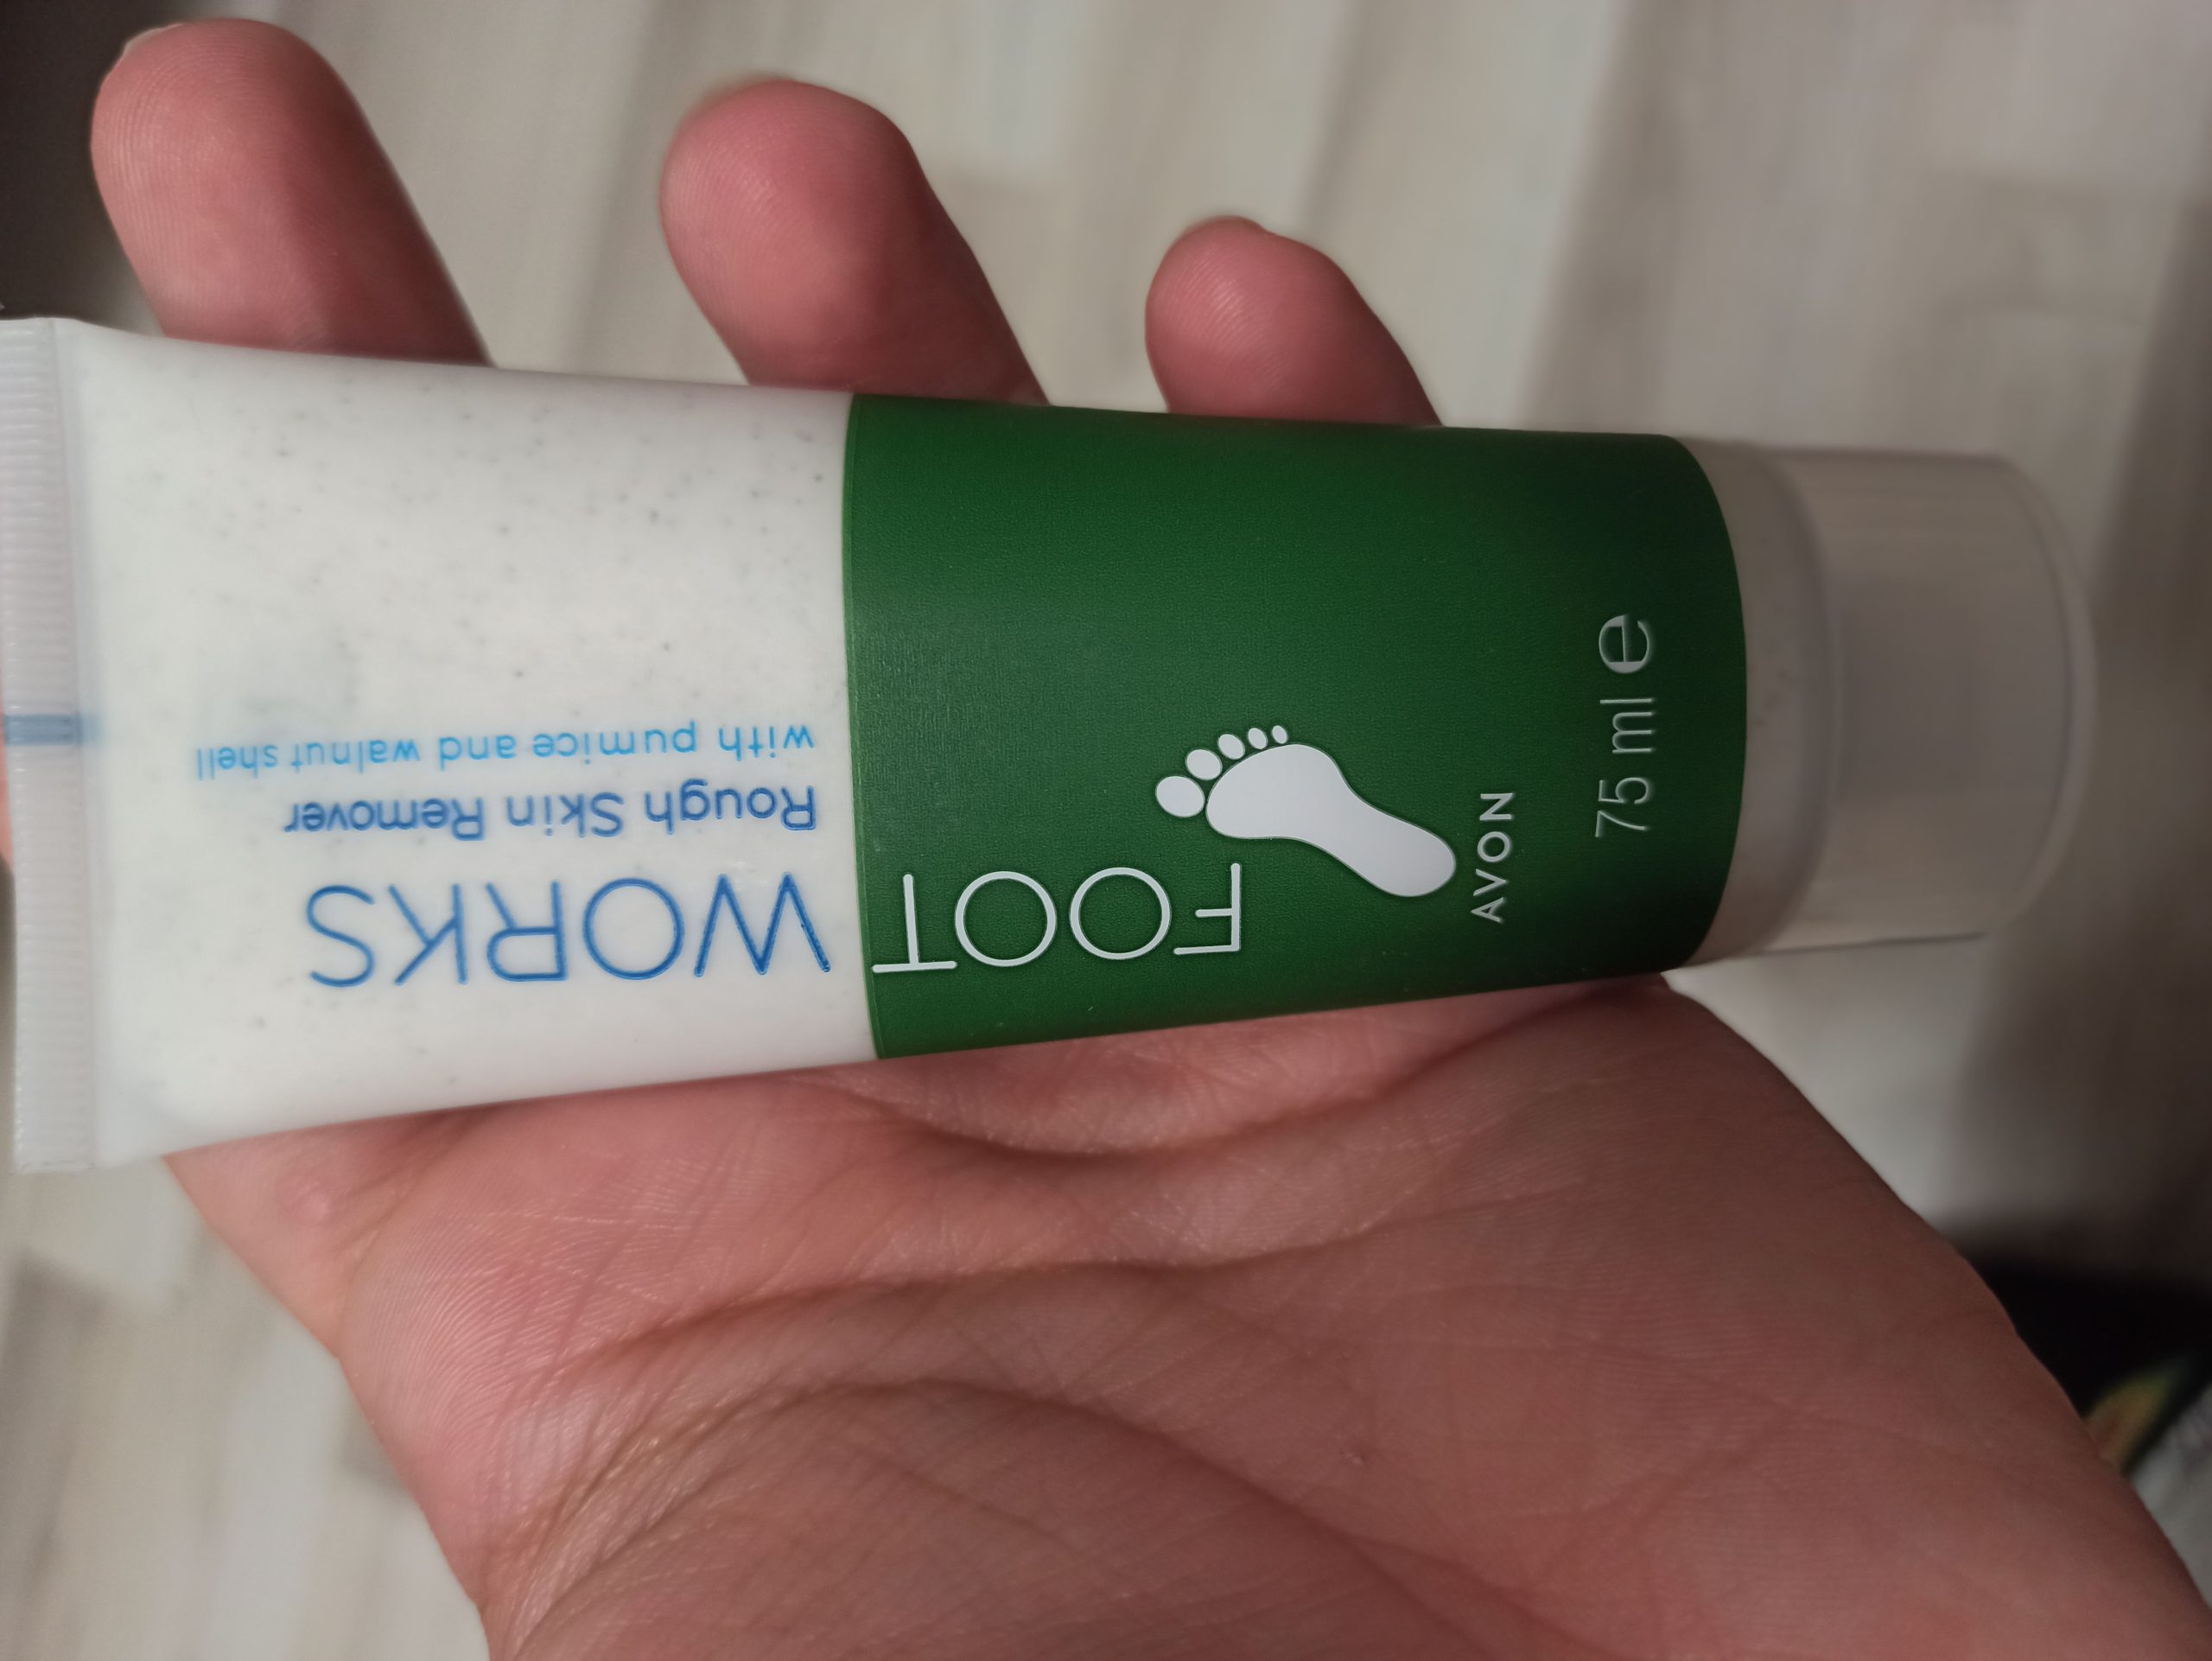 FOOT WORKS
Rough Skin Remover
with pumice and walnut shell
AVON
75 ml e